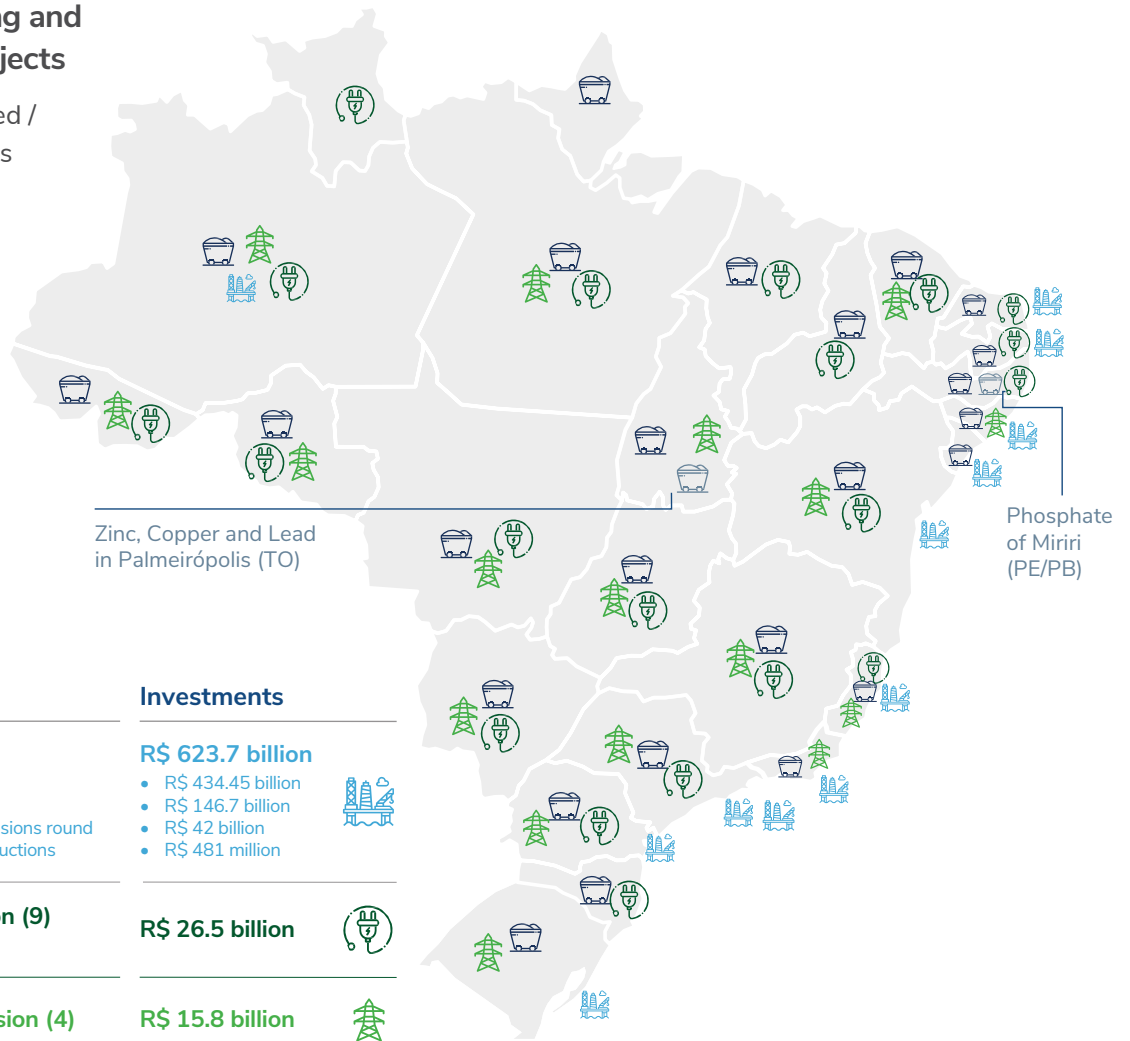 ng and
jects
ed /
s
Zinc, Copper and Lead
in Palmeirópolis (TO)
Phosphate
of Miriri
(PE/PB)
Investments
R$ 623.7 billion
• R$ 434.45 billion
• R$ 146.7 billion
sions round • R$ 42 billion
uctions • R$ 481 million
on (9) R$ 26.5 billion
sion (4) R$ 15.8 billion